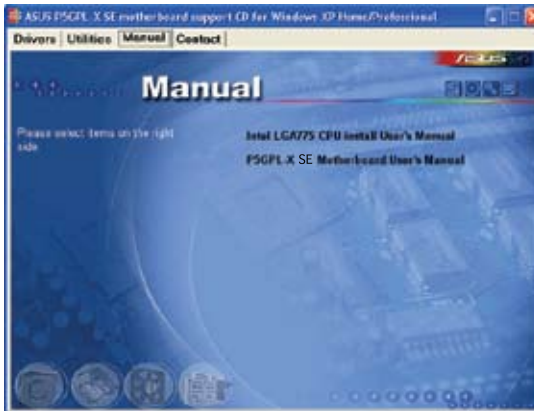 ASUS P5GPL-X SE motherboard support CD for Windows XP Home/Professional
Drivers Utilities Manual Contact
Manual
Please select items on the right
side
Intel LGA775 CPU install User's Manual
P5GPL-X SE Motherboard User's Manual